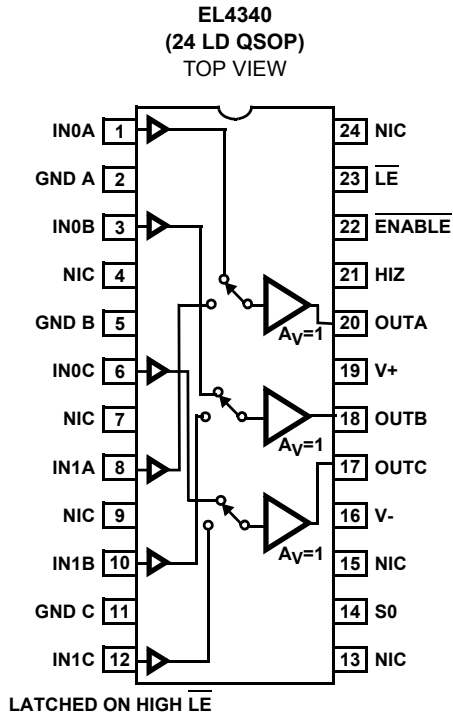 EL4340
(24 LD QSOP)
TOP VIEW
IN0A 1
GND A 2
IN0B 3
NIC 4
GND B 5
IN0C 6
NIC 7
IN1A 8
NIC 9
IN1B 10
GND C 11
IN1C 12
24 NIC
23 L̅E̅
22 E̅N̅A̅B̅L̅E̅
21 HIZ
20 OUTA
19 V+
18 OUTB
17 OUTC
16 V-
15 NIC
14 S0
13 NIC
AV=1
AV=1
AV=1
LATCHED ON HIGH L̅E̅